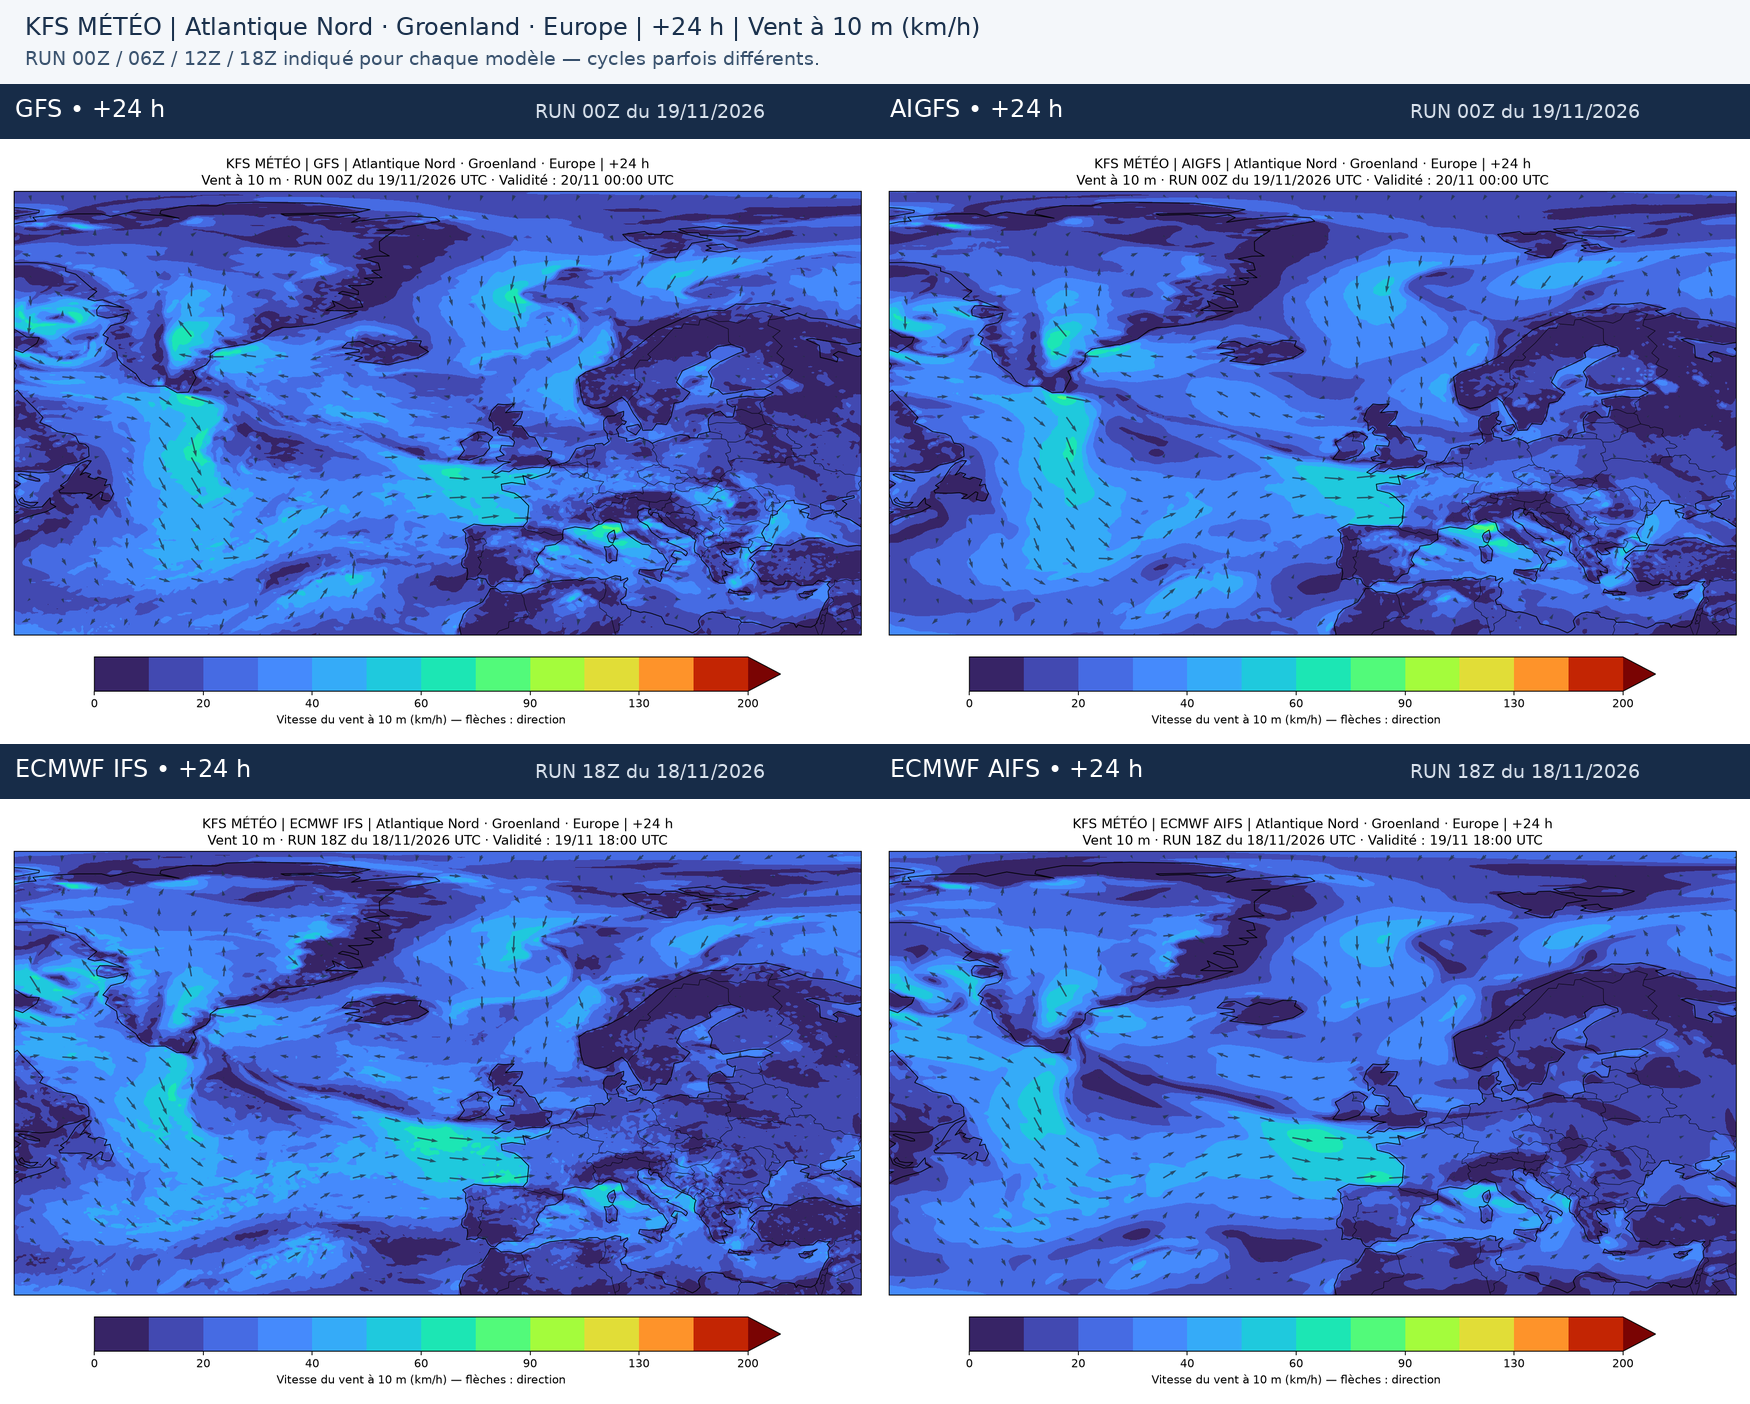 KFS MÉTÉO | Atlantique Nord · Groenland · Europe | +24 h | Vent à 10 m (km/h)
RUN 00Z / 06Z / 12Z / 18Z indiqué pour chaque modèle — cycles parfois différents.
GFS • +24 h
RUN 00Z du 19/11/2026
KFS MÉTÉO | GFS | Atlantique Nord · Groenland · Europe | +24 h
Vent à 10 m · RUN 00Z du 19/11/2026 UTC · Validité : 20/11 00:00 UTC
0 20 40 60 90 130 200
Vitesse du vent à 10 m (km/h) — flèches : direction
AIGFS • +24 h
RUN 00Z du 19/11/2026
KFS MÉTÉO | AIGFS | Atlantique Nord · Groenland · Europe | +24 h
Vent à 10 m · RUN 00Z du 19/11/2026 UTC · Validité : 20/11 00:00 UTC
0 20 40 60 90 130 200
Vitesse du vent à 10 m (km/h) — flèches : direction
ECMWF IFS • +24 h
RUN 18Z du 18/11/2026
KFS MÉTÉO | ECMWF IFS | Atlantique Nord · Groenland · Europe | +24 h
Vent 10 m · RUN 18Z du 18/11/2026 UTC · Validité : 19/11 18:00 UTC
0 20 40 60 90 130 200
Vitesse du vent à 10 m (km/h) — flèches : direction
ECMWF AIFS • +24 h
RUN 18Z du 18/11/2026
KFS MÉTÉO | ECMWF AIFS | Atlantique Nord · Groenland · Europe | +24 h
Vent 10 m · RUN 18Z du 18/11/2026 UTC · Validité : 19/11 18:00 UTC
0 20 40 60 90 130 200
Vitesse du vent à 10 m (km/h) — flèches : direction